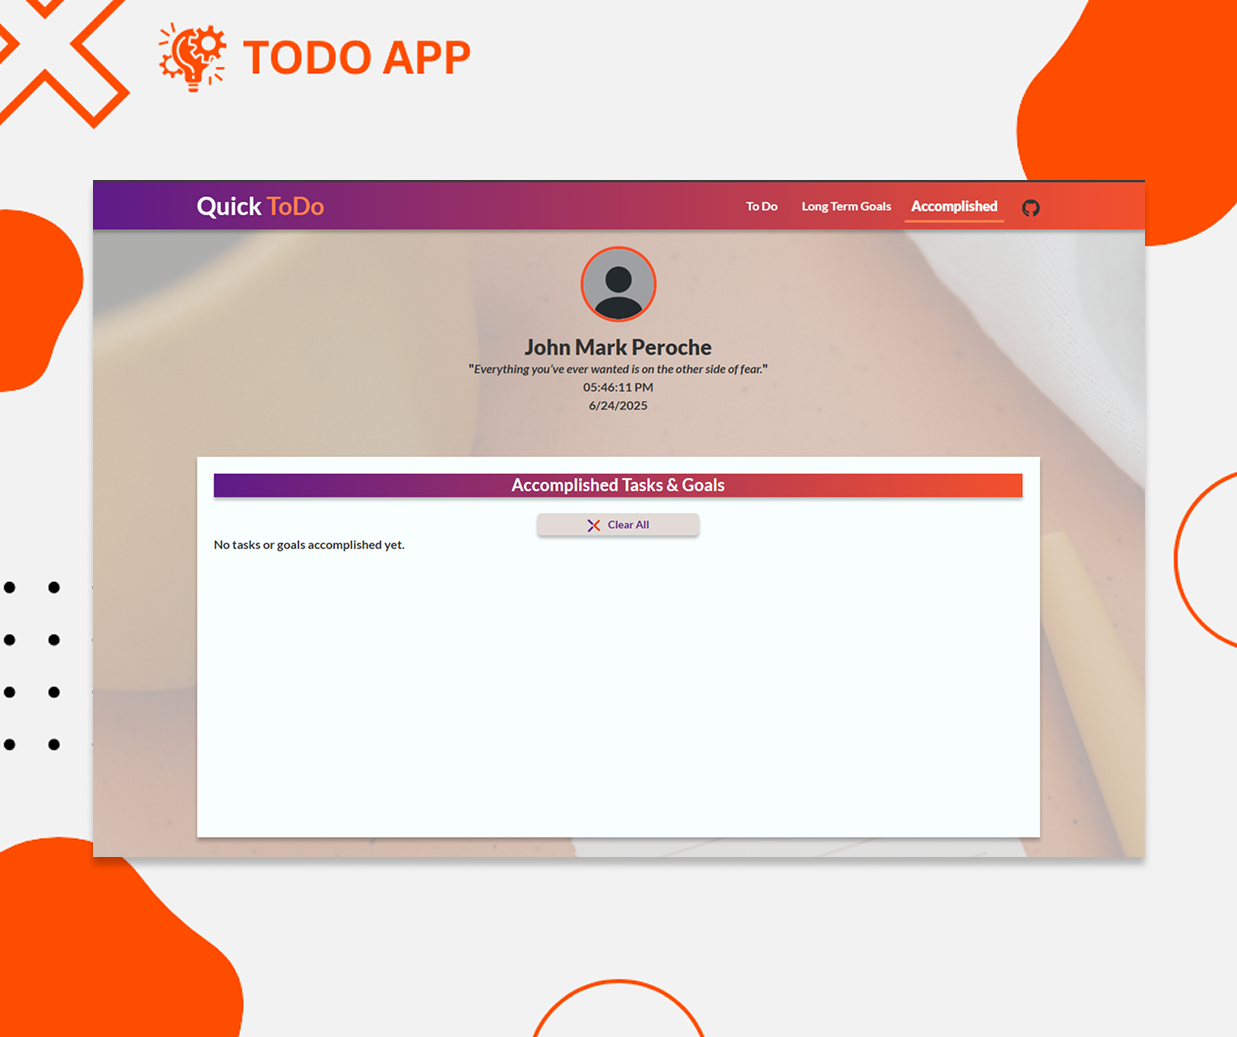 TODO APP
Quick ToDo
To Do
Long Term Goals
Accomplished
John Mark Peroche
"Everything you've ever wanted is on the other side of fear."
05:46:11 PM
6/24/2025
Accomplished Tasks & Goals
Clear All
No tasks or goals accomplished yet.